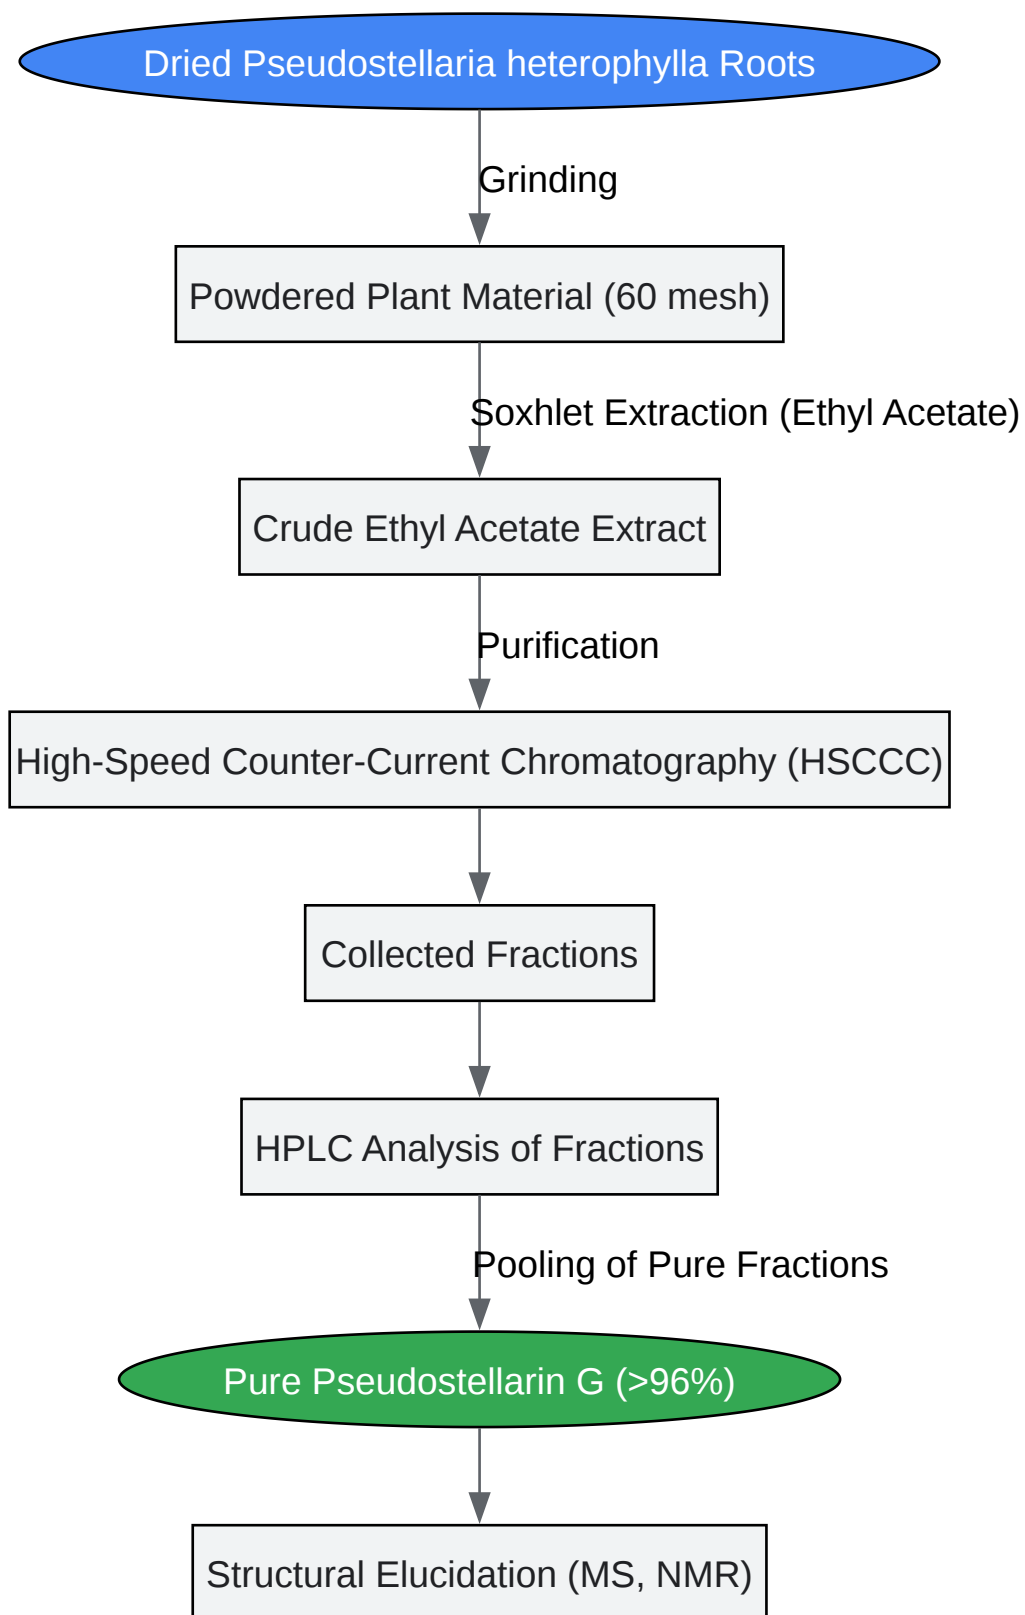 Dried Pseudostellaria heterophylla Roots
Grinding
Powdered Plant Material (60 mesh)
Soxhlet Extraction (Ethyl Acetate)
Crude Ethyl Acetate Extract
Purification
High-Speed Counter-Current Chromatography (HSCCC)
Collected Fractions
HPLC Analysis of Fractions
Pooling of Pure Fractions
Pure Pseudostellarin G (>96%)
Structural Elucidation (MS, NMR)